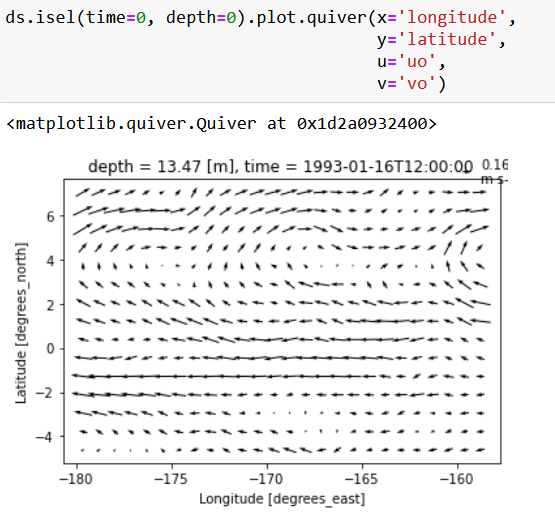 ds.isel(time=0, depth=0).plot.quiver(x='longitude',
y='latitude',
u='uo',
v='vo')
<matplotlib.quiver.Quiver at 0x1d2a0932400>
depth = 13.47 [m], time = 1993-01-16T12:00:00
0.16
m s-
6
4
2
0
−2
−4
Latitude [degrees_north]
−180 −175 −170 −165 −160
Longitude [degrees_east]